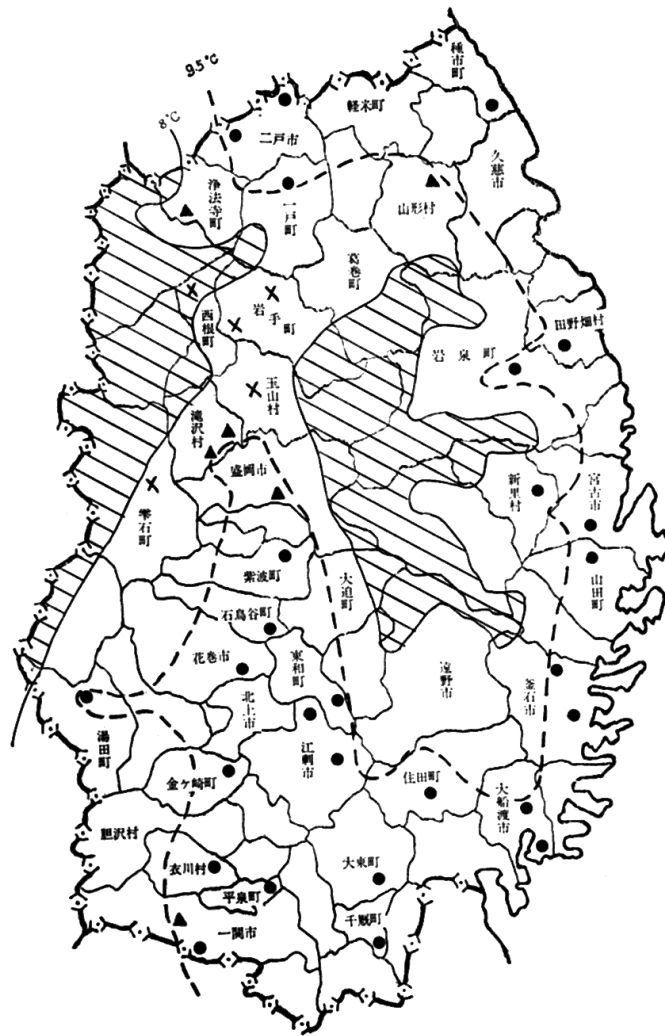 9.5℃
8℃
種市町
軽米町
二戸市
久慈市
浄法寺町
一戸町
山形村
葛巻町
西根町
岩手町
田野畑村
岩泉町
玉山村
滝沢村
盛岡市
雫石町
新里村
宮古市
紫波町
大迫町
山田町
石鳥谷町
花巻市
東和町
遠野市
釜石市
北上市
湯田町
江刺市
金ヶ崎町
住田町
大船渡市
胆沢村
衣川村
大東町
平泉町
千厩町
一関市